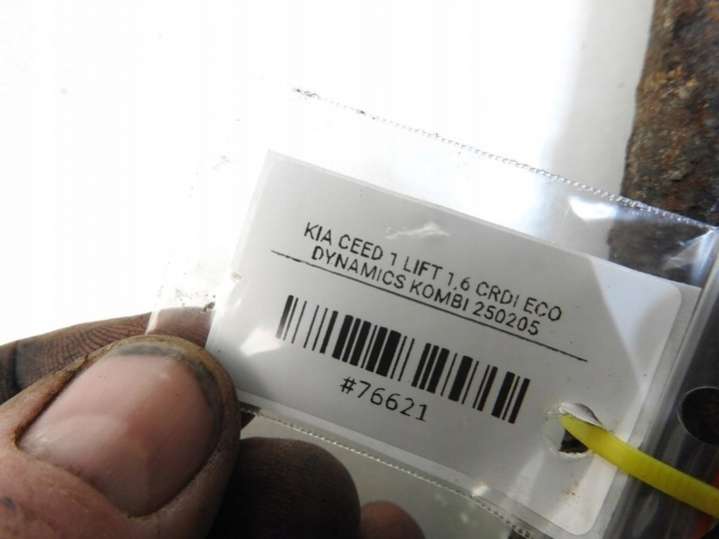 KIA CEED 1 LIFT 1,6 CRDI ECO
DYNAMICS KOMBI 250205
#76621